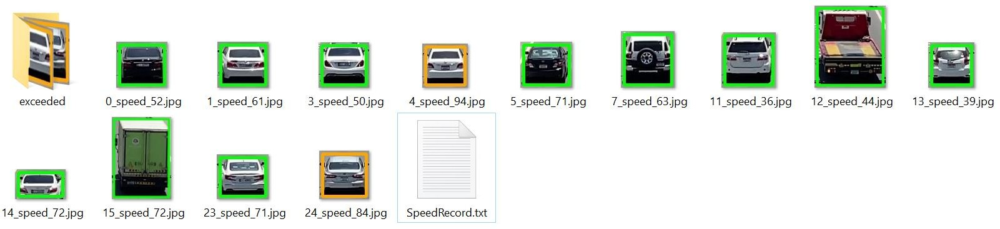 exceeded
0_speed_52.jpg
1_speed_61.jpg
3_speed_50.jpg
4_speed_94.jpg
5_speed_71.jpg
7_speed_63.jpg
11_speed_36.jpg
12_speed_44.jpg
13_speed_39.jpg
14_speed_72.jpg
15_speed_72.jpg
23_speed_71.jpg
24_speed_84.jpg
SpeedRecord.txt